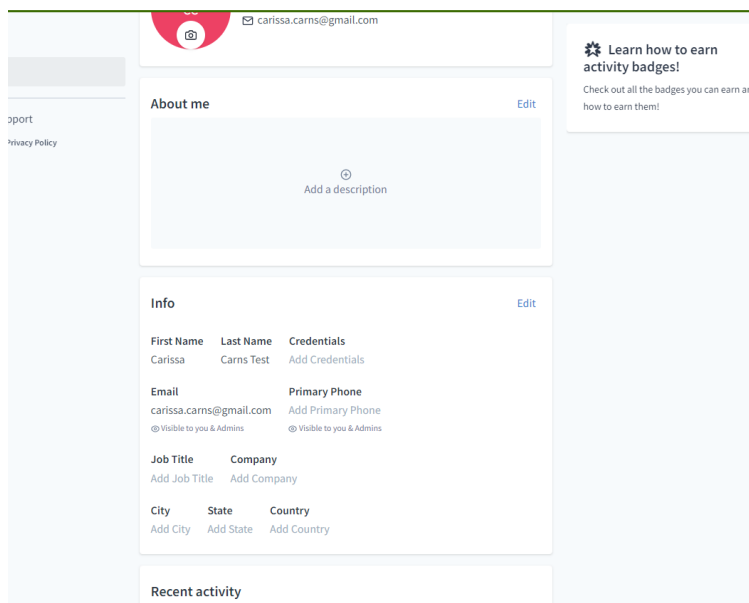 carissa.carns@gmail.com
Learn how to earn
activity badges!
Check out all the badges you can earn
how to earn them!
Privacy Policy
About me
Edit
Add a description
Info
Edit
First Name Last Name Credentials
Carissa Carns Test Add Credentials
Email Primary Phone
carissa.carns@gmail.com Add Primary Phone
Visible to you & Admins Visible to you & Admins
Job Title Company
Add Job Title Add Company
City State Country
Add City Add State Add Country
Recent activity